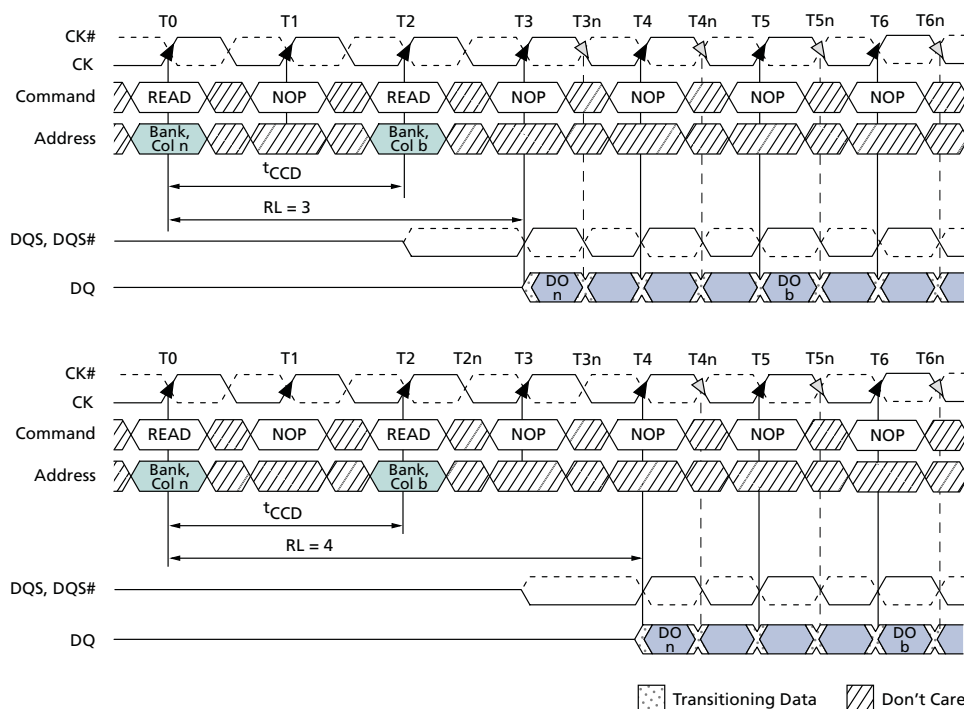 T0 T1 T2 T3 T3n T4 T4n T5 T5n T6 T6n
CK#
CK
Command READ NOP READ NOP NOP NOP NOP
Address Bank, Col n Bank, Col b
tCCD
RL = 3
DQS, DQS#
DQ DO n DO b
T0 T1 T2 T2n T3 T3n T4 T4n T5 T5n T6 T6n
CK#
CK
Command READ NOP READ NOP NOP NOP NOP
Address Bank, Col n Bank, Col b
tCCD
RL = 4
DQS, DQS#
DQ DO n DO b
Transitioning Data Don't Care